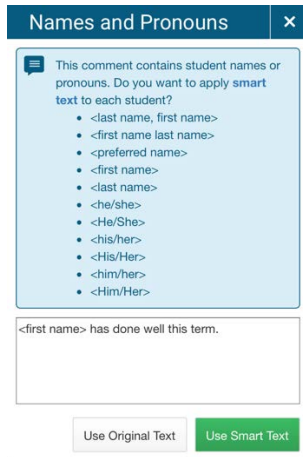 Names and Pronouns ×
This comment contains student names or
pronouns. Do you want to apply smart
text to each student?
• <last name, first name>
• <first name last name>
• <preferred name>
• <first name>
• <last name>
• <he/she>
• <He/She>
• <his/her>
• <His/Her>
• <him/her>
• <Him/Her>
<first name> has done well this term.
Use Original Text Use Smart Text